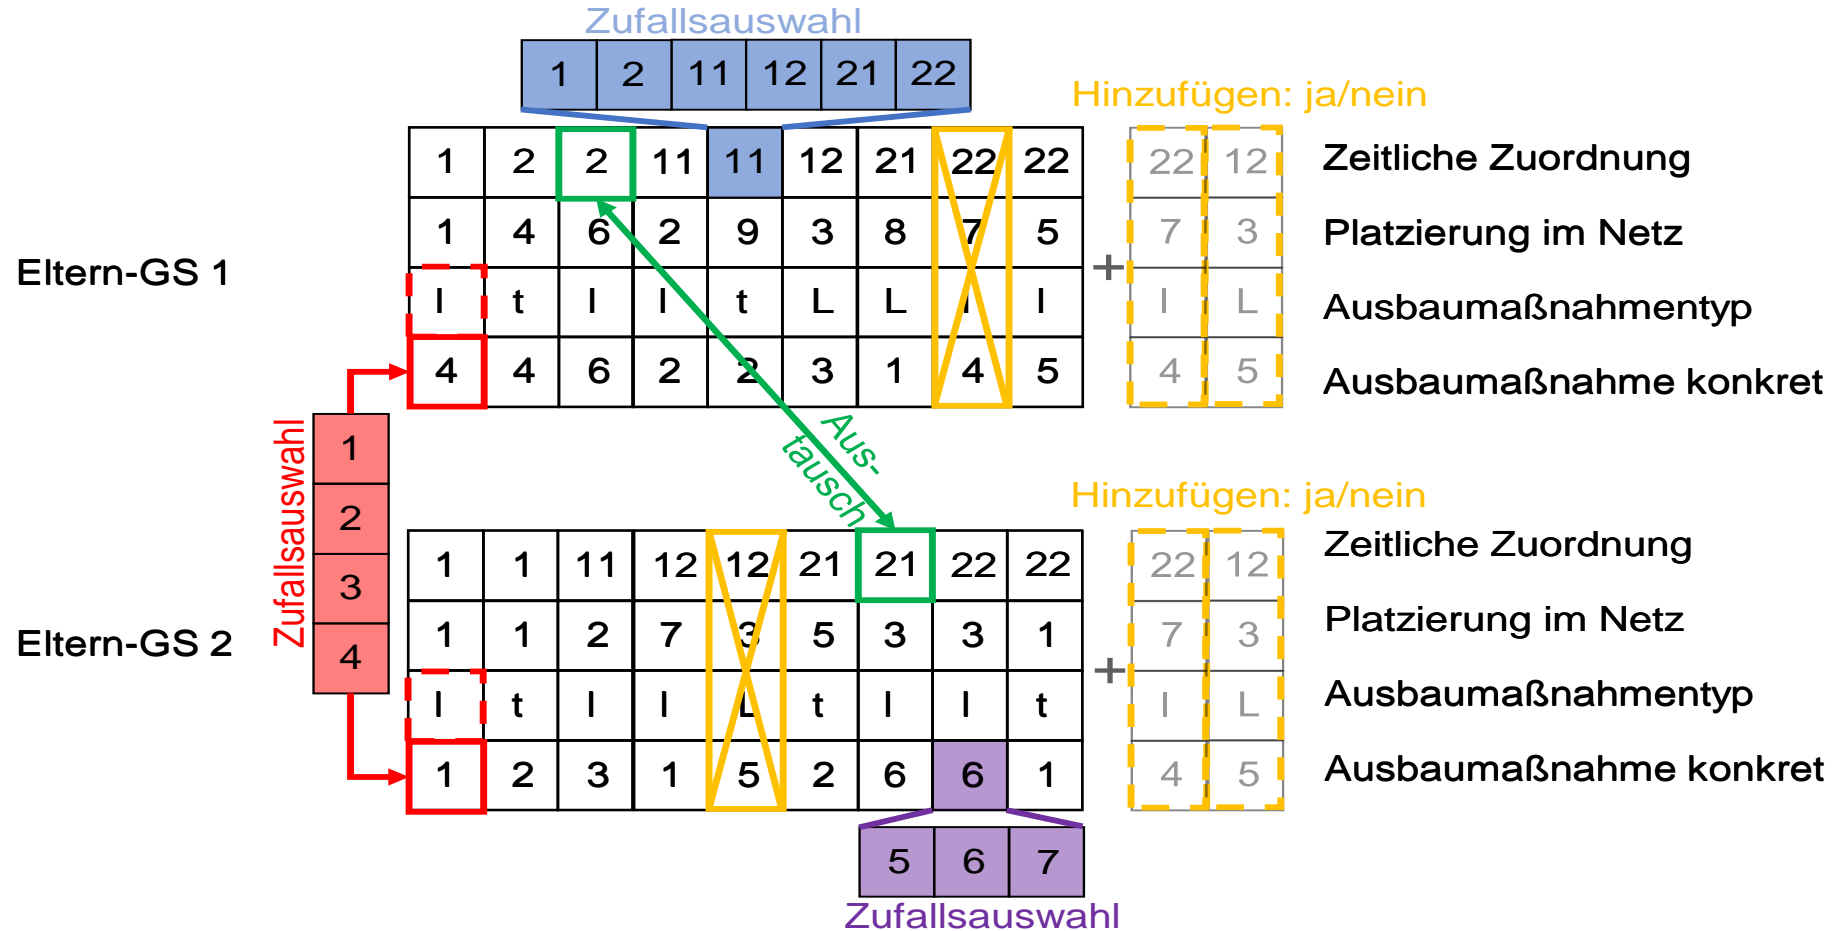 Zufallsauswahl
1 2 11 12 21 22
Hinzufügen: ja/nein
1 2 2 11 11 12 21 22 22 22 12 Zeitliche Zuordnung
1 4 6 2 9 3 8 7 5 7 3 Platzierung im Netz
Eltern-GS 1
+
l t l l t L L l l l L Ausbaumaßnahmentyp
4 4 6 2 2 3 1 4 5 4 5 Ausbaumaßnahme konkret
Zufallsauswahl
1
2
3
4
Aus-
tausch
Hinzufügen: ja/nein
1 1 11 12 12 21 21 22 22 22 12 Zeitliche Zuordnung
1 1 2 7 3 5 3 3 1 7 3 Platzierung im Netz
Eltern-GS 2
+
l t l l L t l l t l L Ausbaumaßnahmentyp
1 2 3 1 5 2 6 6 1 4 5 Ausbaumaßnahme konkret
5 6 7
Zufallsauswahl